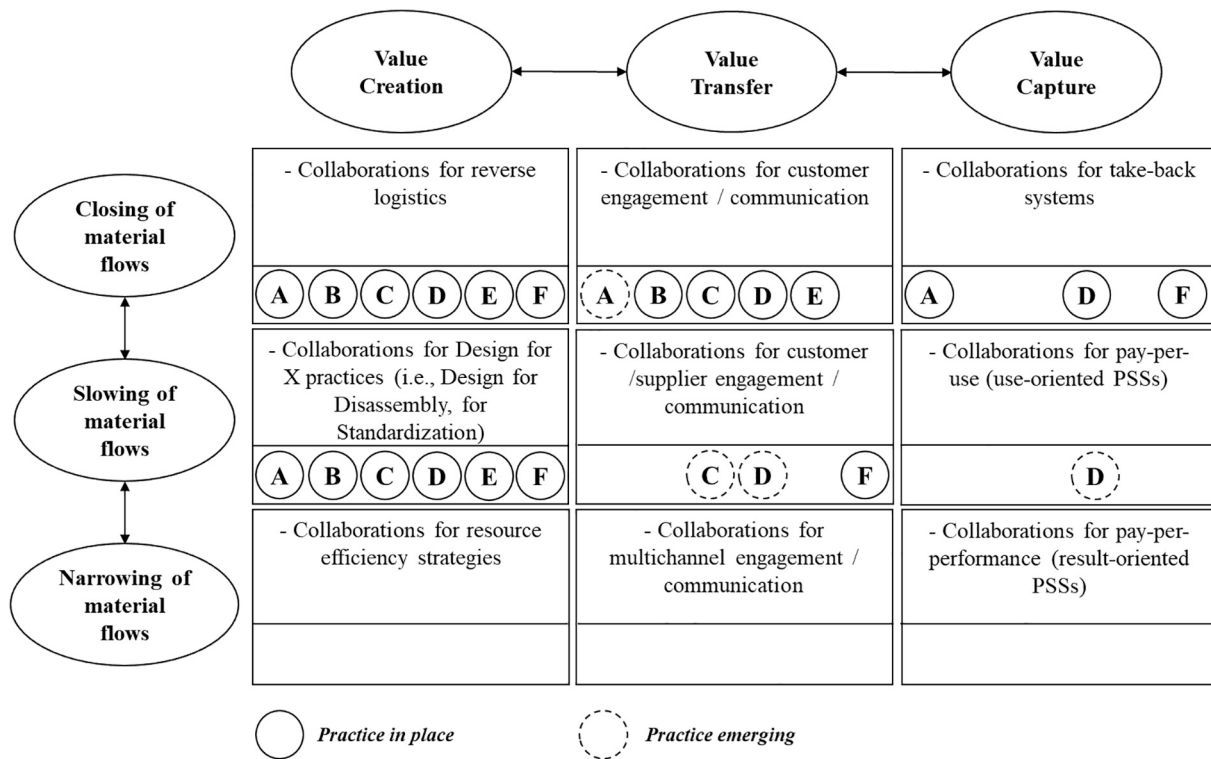 Value
Creation
Value
Transfer
Value
Capture
Closing of
material
flows
- Collaborations for reverse
logistics
- Collaborations for customer
engagement / communication
- Collaborations for take-back
systems
A B C D E F
A B C D E
A D F
Slowing of
material
flows
- Collaborations for Design for
X practices (i.e., Design for
Disassembly, for
Standardization)
- Collaborations for customer
/supplier engagement /
communication
- Collaborations for pay-per-
use (use-oriented PSSs)
A B C D E F
C D F
D
Narrowing of
material
flows
- Collaborations for resource
efficiency strategies
- Collaborations for
multichannel engagement /
communication
- Collaborations for pay-per-
performance (result-oriented
PSSs)
Practice in place
Practice emerging